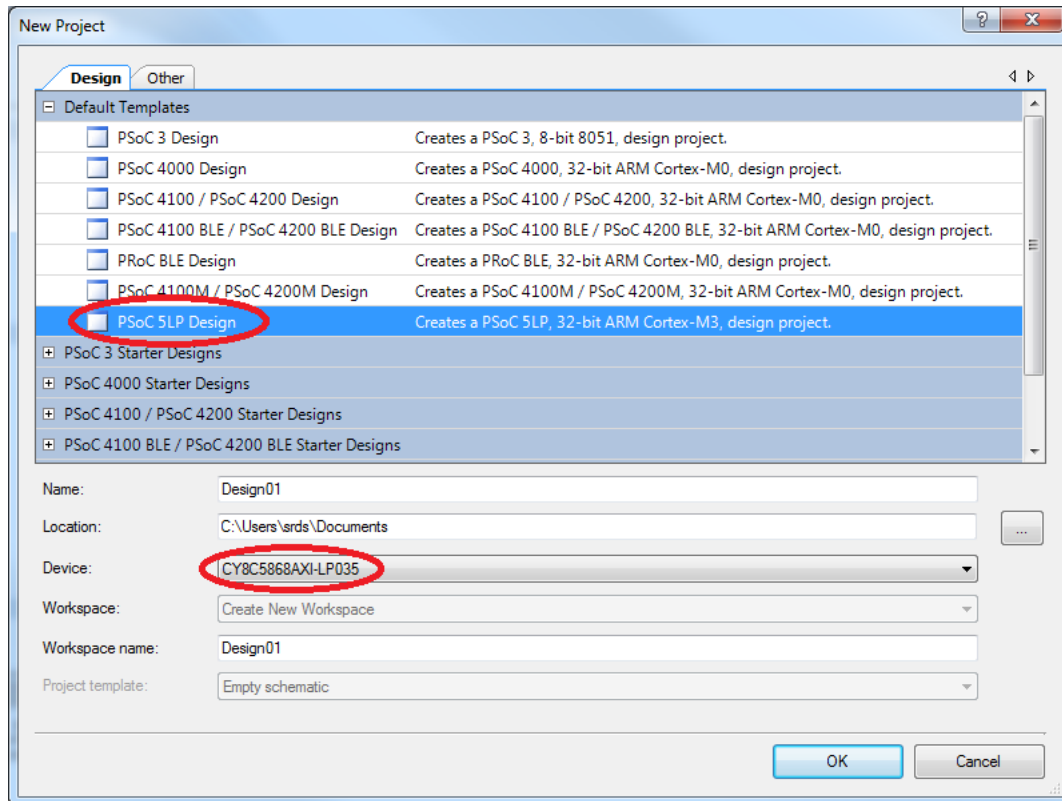 New Project
Design Other
Default Templates
PSoC 3 Design Creates a PSoC 3, 8-bit 8051, design project.
PSoC 4000 Design Creates a PSoC 4000, 32-bit ARM Cortex-M0, design project.
PSoC 4100 / PSoC 4200 Design Creates a PSoC 4100 / PSoC 4200, 32-bit ARM Cortex-M0, design project.
PSoC 4100 BLE / PSoC 4200 BLE Design Creates a PSoC 4100 BLE / PSoC 4200 BLE, 32-bit ARM Cortex-M0, design project.
PRoC BLE Design Creates a PRoC BLE, 32-bit ARM Cortex-M0, design project.
PSoC 4100M / PSoC 4200M Design Creates a PSoC 4100M / PSoC 4200M, 32-bit ARM Cortex-M0, design project.
PSoC 5LP Design Creates a PSoC 5LP, 32-bit ARM Cortex-M3, design project.
PSoC 3 Starter Designs
PSoC 4000 Starter Designs
PSoC 4100 / PSoC 4200 Starter Designs
PSoC 4100 BLE / PSoC 4200 BLE Starter Designs
Name: Design01
Location: C:\Users\srds\Documents ...
Device: CY8C5868AXI-LP035
Workspace: Create New Workspace
Workspace name: Design01
Project template: Empty schematic
OK Cancel